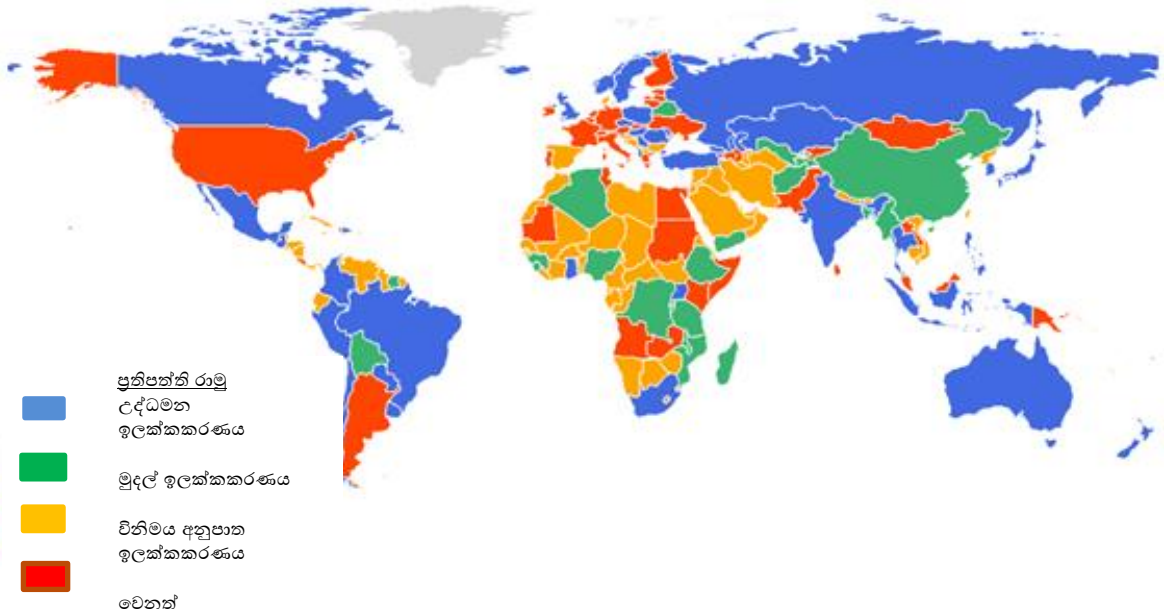 ප්‍රතිපත්ති රාමු
උද්ධමන
ඉලක්කකරණය
මුදල් ඉලක්කකරණය
විනිමය අනුපාත
ඉලක්කකරණය
වෙනත්